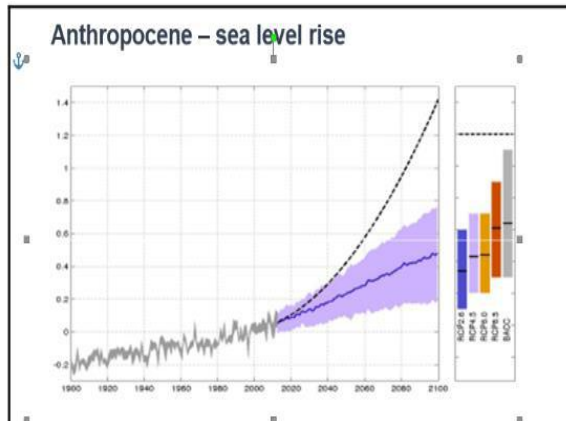 Anthropocene – sea level rise
1.4
1.2
1
0.8
0.6
0.4
0.2
0
-0.2
1900 1920 1940 1960 1980 2000 2020 2040 2060 2080 2100
RCP2.6
RCP4.5
RCP6.0
RCP8.5
BACC